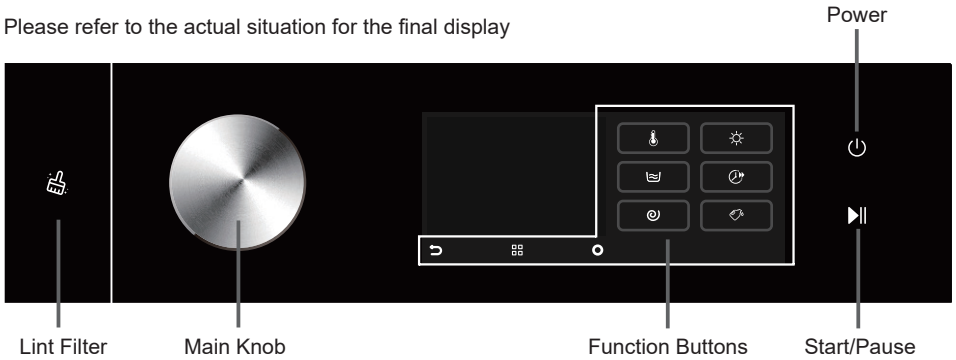 Power
Please refer to the actual situation for the final display
Lint Filter
Main Knob
Function Buttons
Start/Pause